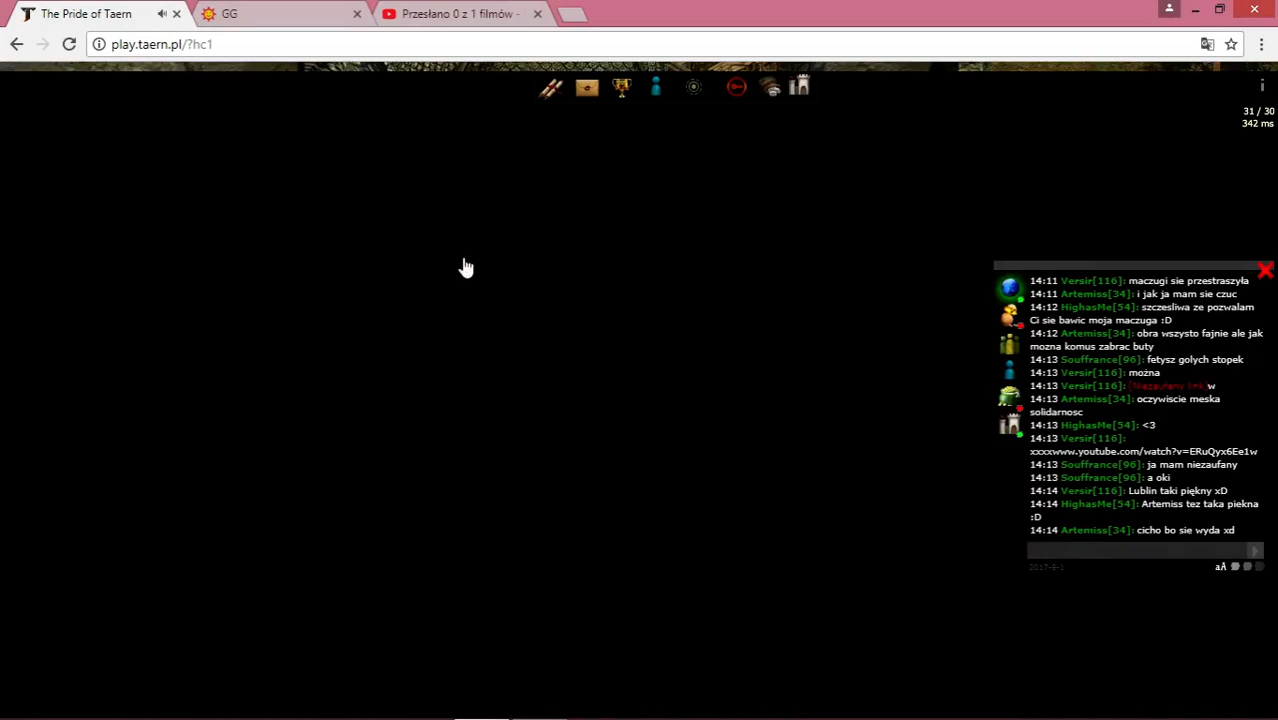 The Pride of Taern
GG
Przesłano 0 z 1 filmów -
play.taern.pl/?hc1
31 / 30
342 ms
14:11 Versir[116]: maczugi sie przestraszyła
14:11 Artemiss[34]: i jak ja mam sie czuc
14:12 HighasMe[54]: szczesliwa ze pozwalam
Ci sie bawic moja maczuga :D
14:12 Artemiss[34]: obra wszysto fajnie ale jak
mozna komus zabrac buty
14:13 Souffrance[96]: fetysz golych stopek
14:13 Versir[116]: można
14:13 Versir[116]: [Niezaufany link]w
14:13 Artemiss[34]: oczywiscie meska
solidarnosc
14:13 HighasMe[54]: <3
14:13 Versir[116]:
xxxxwww.youtube.com/watch?v=ERuQyx6Ee1w
14:13 Souffrance[96]: ja mam niezaufany
14:13 Souffrance[96]: a oki
14:14 Versir[116]: Lublin taki piękny xD
14:14 HighasMe[54]: Artemiss tez taka piekna
:D
14:14 Artemiss[34]: cicho bo sie wyda xd
2017-9-1
aA